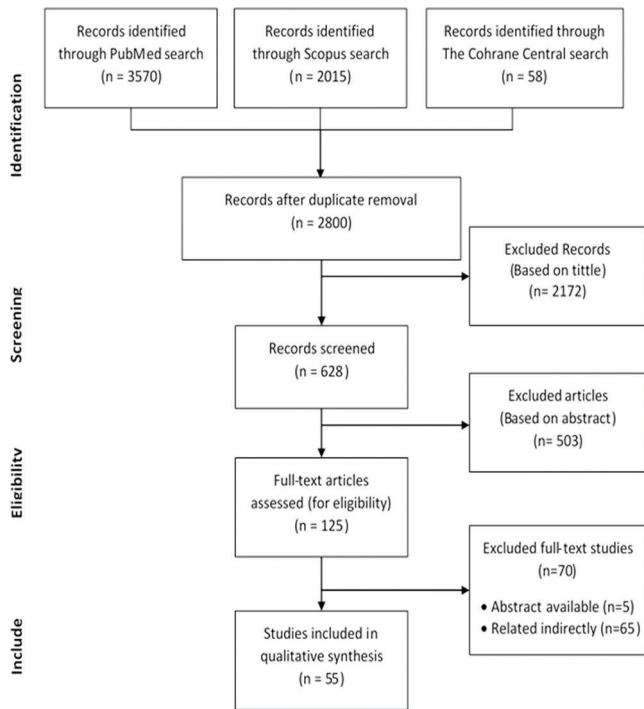 Identification
Records identified
through PubMed search
(n = 3570)
Records identified
through Scopus search
(n = 2015)
Records identified through
The Cohrane Central search
(n = 58)
Records after duplicate removal
(n = 2800)
Excluded Records
(Based on tittle)
(n= 2172)
Screening
Records screened
(n = 628)
Excluded articles
(Based on abstract)
(n= 503)
Eligibility
Full-text articles
assessed (for eligibility)
(n = 125)
Excluded full-text studies
(n=70)
• Abstract available (n=5)
• Related indirectly (n=65)
Include
Studies included in
qualitative synthesis
(n = 55)